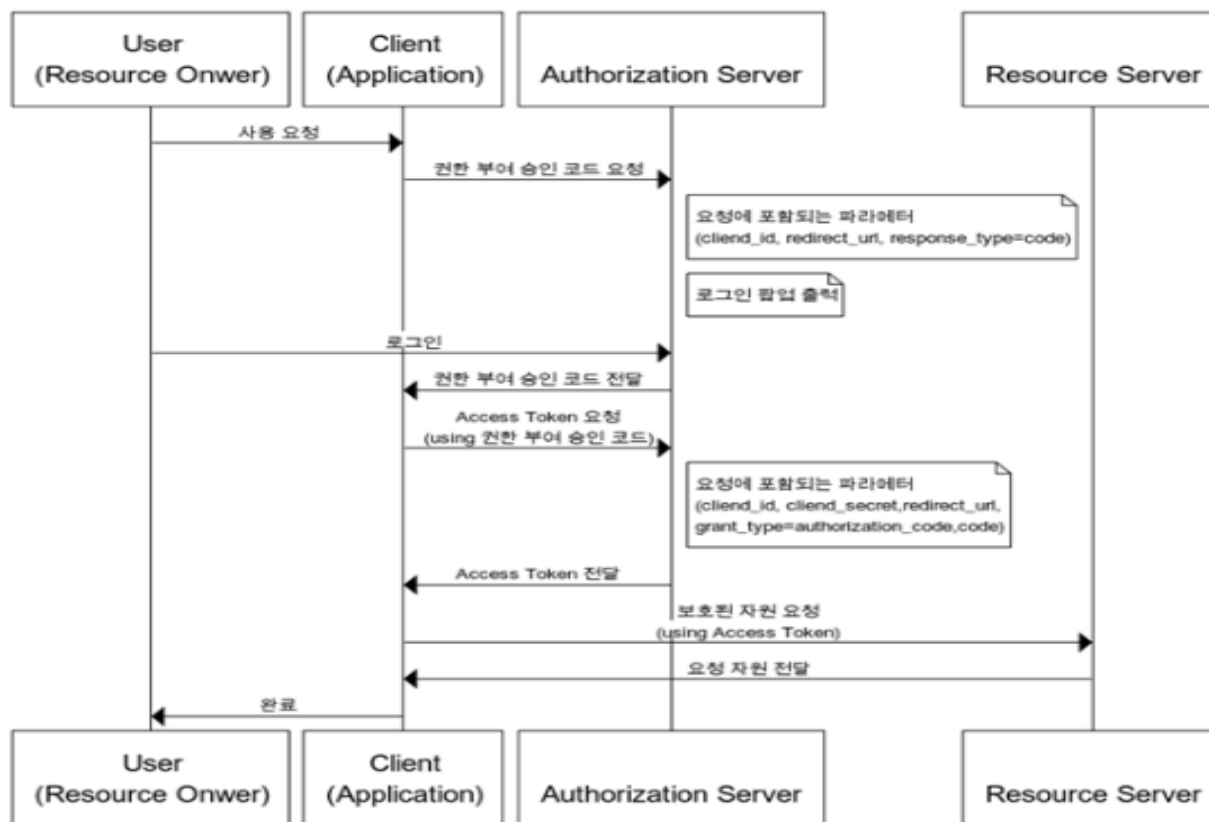 User
(Resource Onwer)
Client
(Application)
Authorization Server
Resource Server
사용 요청
권한 부여 승인 코드 요청
요청에 포함되는 파라메터
(cliend_id, redirect_url, response_type=code)
로그인 팝업 출력
로그인
권한 부여 승인 코드 전달
Access Token 요청
(using 권한 부여 승인 코드)
요청에 포함되는 파라메터
(cliend_id, cliend_secret,redirect_url,
grant_type=authorization_code,code)
Access Token 전달
보호된 자원 요청
(using Access Token)
요청 자원 전달
완료
User
(Resource Onwer)
Client
(Application)
Authorization Server
Resource Server